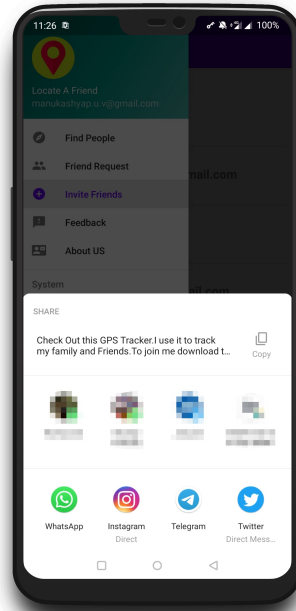 11:26
100%
Locate A Friend
manukashyap.u.v@gmail.com
Find People
Friend Request
mail.com
Invite Friends
Feedback
About US
System
ail.com
SHARE
Check Out this GPS Tracker.I use it to track
my family and Friends.To join me download t...
Copy
WhatsApp
Instagram
Direct
Telegram
Twitter
Direct Mess...